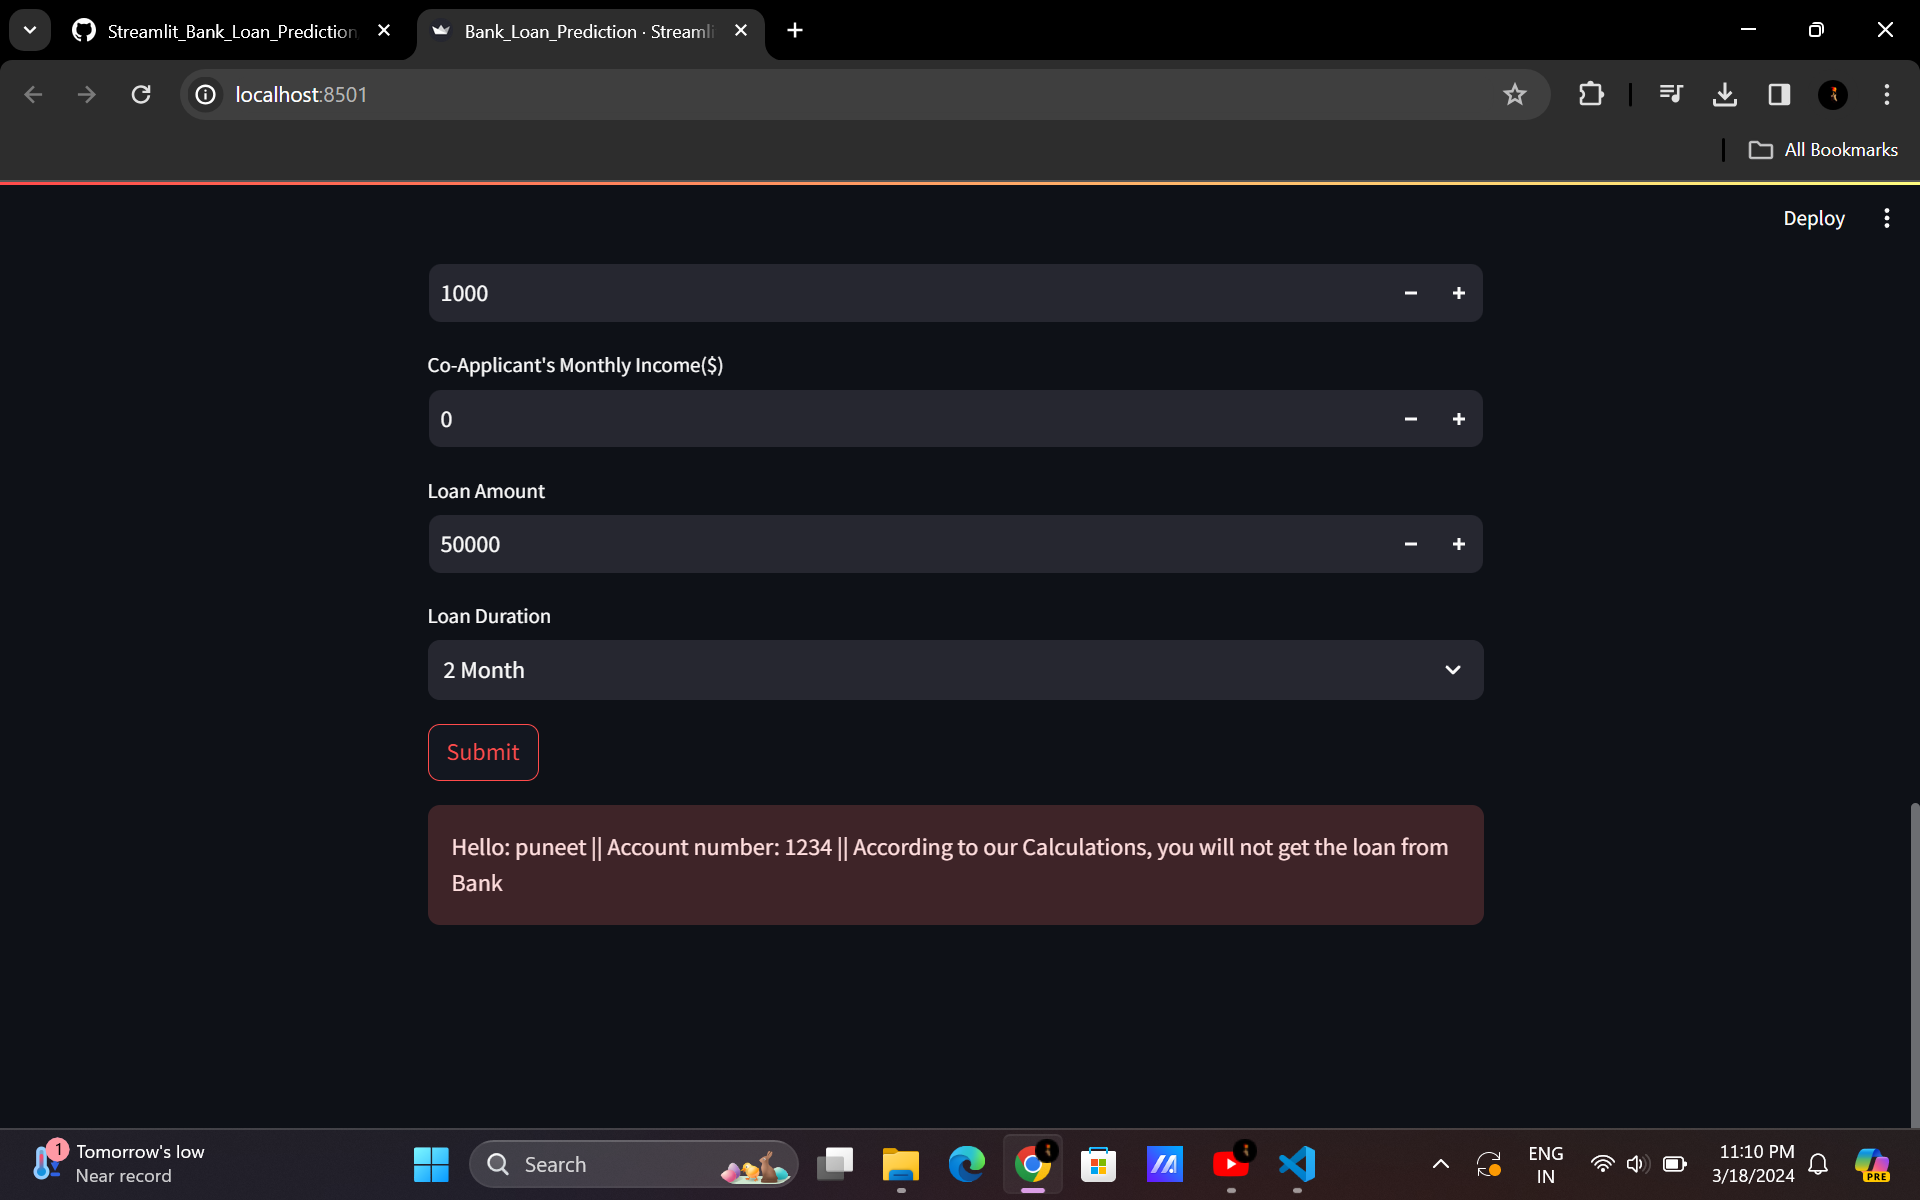 Streamlit_Bank_Loan_Prediction
Bank_Loan_Prediction · Streamli
localhost:8501
All Bookmarks
Deploy
1000
Co-Applicant's Monthly Income($)
0
Loan Amount
50000
Loan Duration
2 Month
Submit
Hello: puneet || Account number: 1234 || According to our Calculations, you will not get the loan from
Bank
1
Tomorrow's low
Near record
Search
PRE
ENG
IN
11:10 PM
3/18/2024